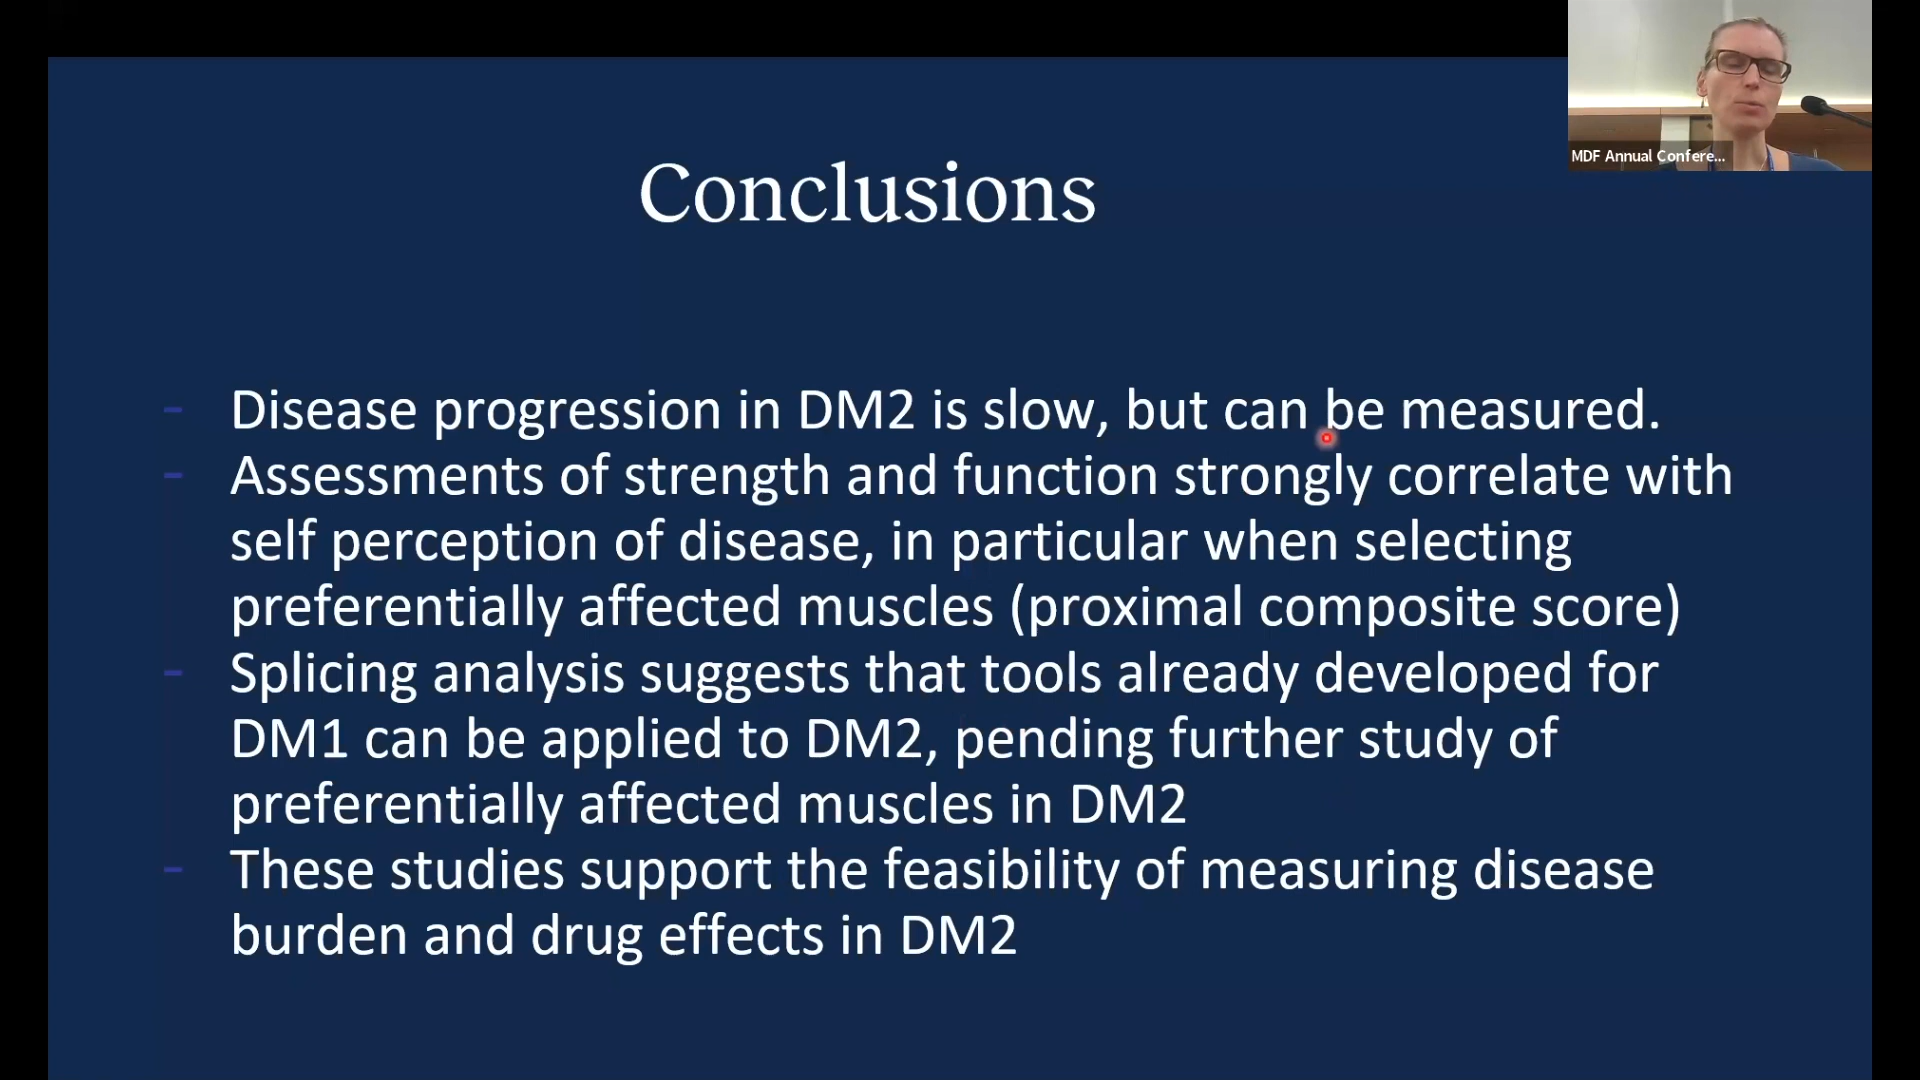 MDF Annual Confere...
Conclusions
- Disease progression in DM2 is slow, but can be measured.
- Assessments of strength and function strongly correlate with
self perception of disease, in particular when selecting
preferentially affected muscles (proximal composite score)
- Splicing analysis suggests that tools already developed for
DM1 can be applied to DM2, pending further study of
preferentially affected muscles in DM2
- These studies support the feasibility of measuring disease
burden and drug effects in DM2